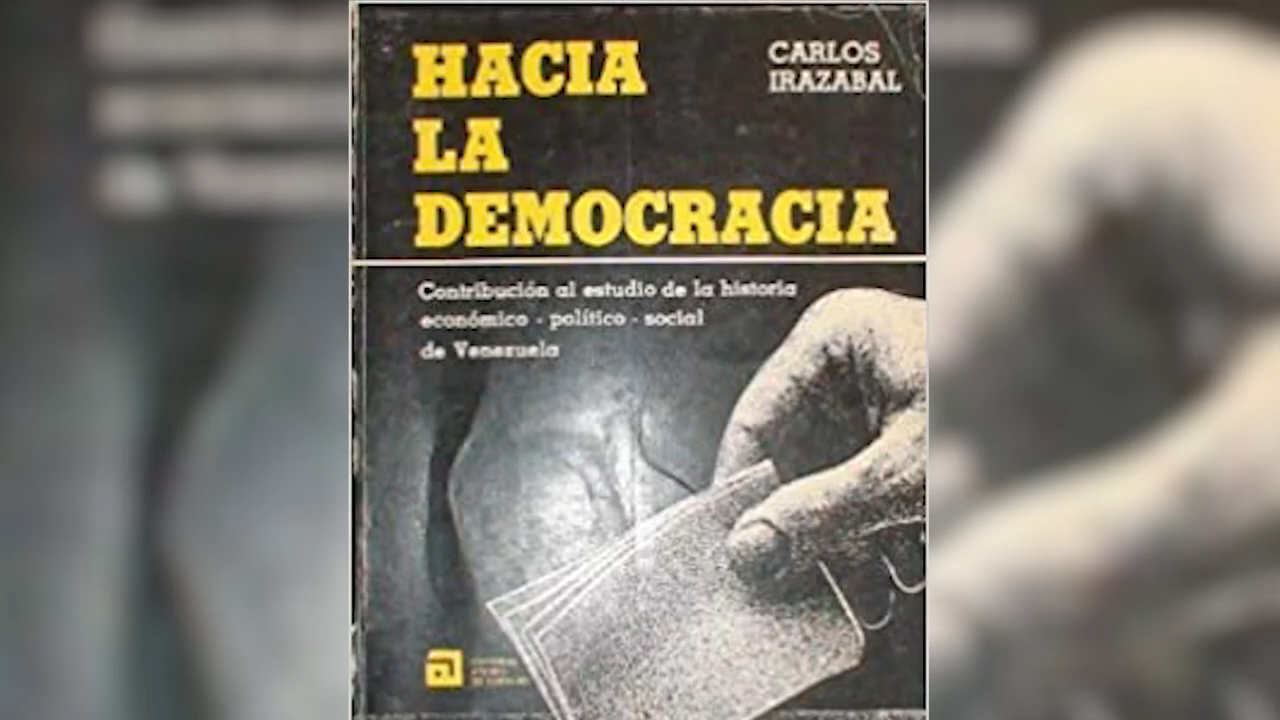 HACIA
LA
DEMOCRACIA
CARLOS
IRAZABAL
Contribución al estudio de la historia
económico - político - social
de Venezuela